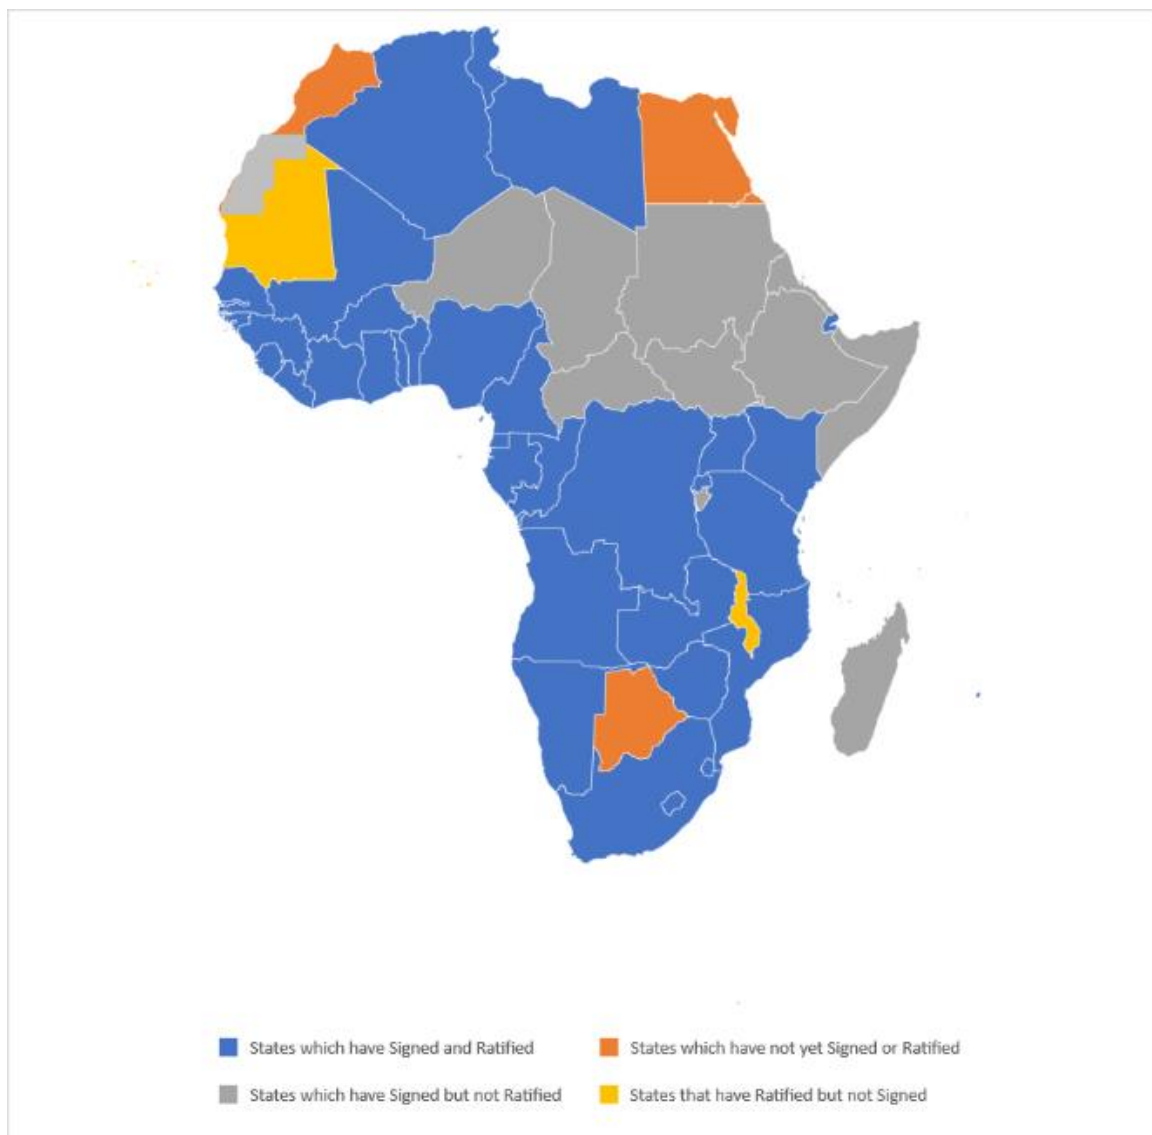 States which have Signed and Ratified
States which have not yet Signed or Ratified
States which have Signed but not Ratified
States that have Ratified but not Signed